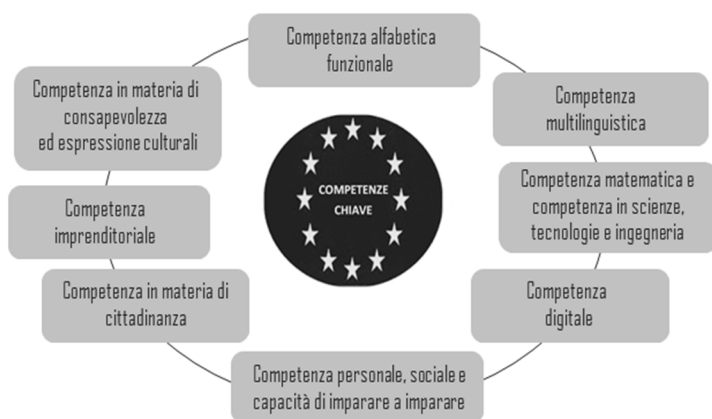 Competenza alfabetica
funzionale
Competenza
multilinguistica
Competenza matematica e
competenza in scienze,
tecnologie e ingegneria
Competenza
digitale
Competenza personale, sociale e
capacità di imparare a imparare
Competenza in materia di
cittadinanza
Competenza
imprenditoriale
Competenza in materia di
consapevolezza
ed espressione culturali
COMPETENZE
CHIAVE